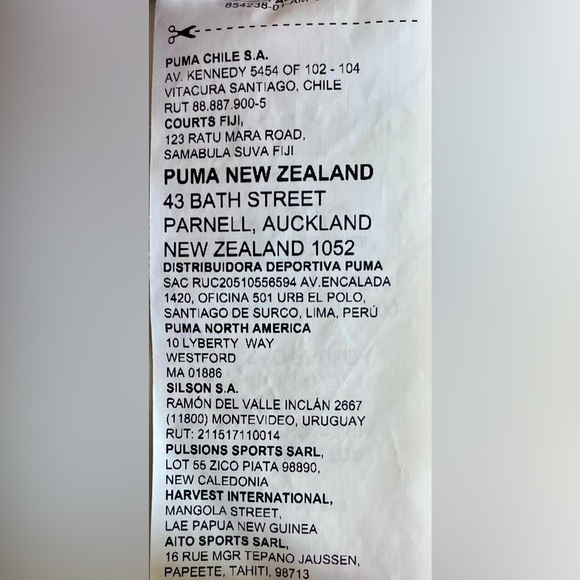 854238-01 AM
PUMA CHILE S.A.
AV. KENNEDY 5454 OF 102 - 104
VITACURA SANTIAGO, CHILE
RUT 88.887.900-5
COURTS FIJI,
123 RATU MARA ROAD,
SAMABULA SUVA FIJI
PUMA NEW ZEALAND
43 BATH STREET
PARNELL, AUCKLAND
NEW ZEALAND 1052
DISTRIBUIDORA DEPORTIVA PUMA
SAC RUC20510556594 AV.ENCALADA
1420, OFICINA 501 URB EL POLO,
SANTIAGO DE SURCO, LIMA, PERÚ
PUMA NORTH AMERICA
10 LYBERTY WAY
WESTFORD
MA 01886
SILSON S.A.
RAMÓN DEL VALLE INCLÁN 2667
(11800) MONTEVIDEO, URUGUAY
RUT: 211517110014
PULSIONS SPORTS SARL,
LOT 55 ZICO PIATA 98890,
NEW CALEDONIA
HARVEST INTERNATIONAL,
MANGOLA STREET,
LAE PAPUA NEW GUINEA
AITO SPORTS SARL,
16 RUE MGR TEPANO JAUSSEN,
PAPEETE, TAHITI, 98713